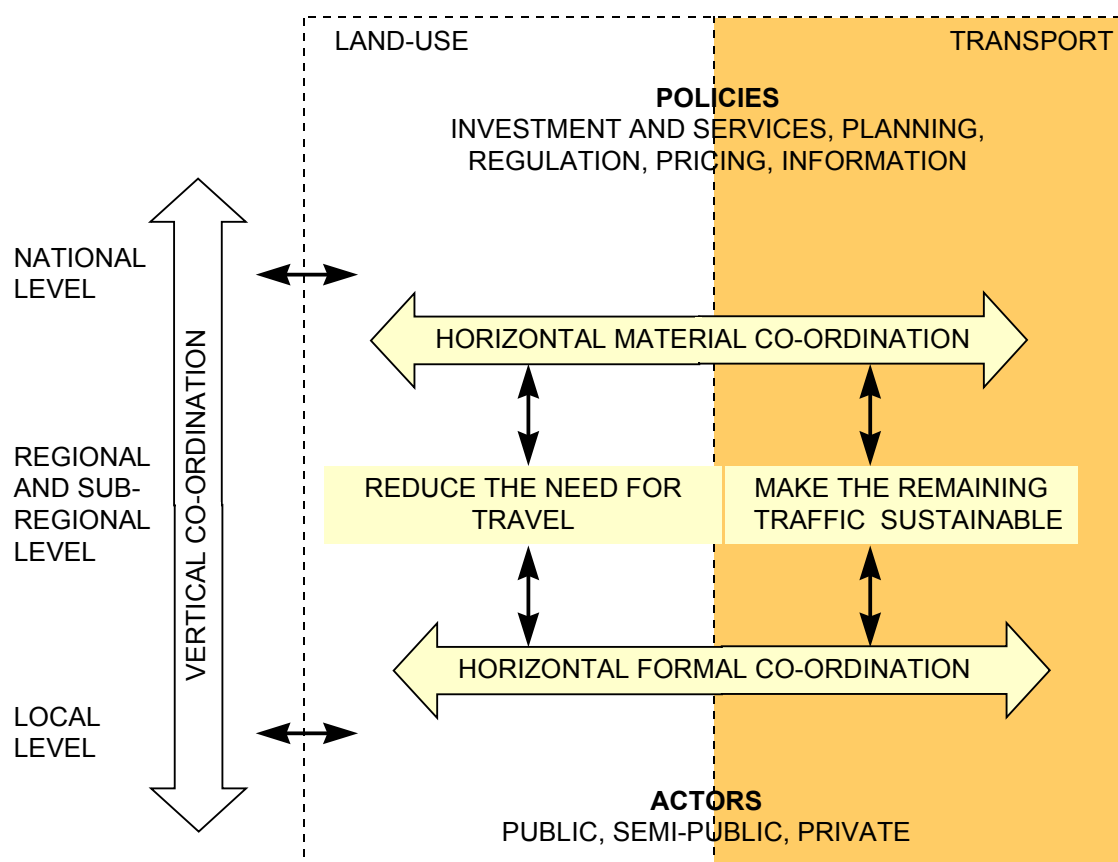 LAND-USE
TRANSPORT
POLICIES
INVESTMENT AND SERVICES, PLANNING,
REGULATION, PRICING, INFORMATION
NATIONAL
LEVEL
HORIZONTAL MATERIAL CO-ORDINATION
VERTICAL CO-ORDINATION
REGIONAL
AND SUB-
REGIONAL
LEVEL
REDUCE THE NEED FOR
TRAVEL
MAKE THE REMAINING
TRAFFIC SUSTAINABLE
HORIZONTAL FORMAL CO-ORDINATION
LOCAL
LEVEL
ACTORS
PUBLIC, SEMI-PUBLIC, PRIVATE